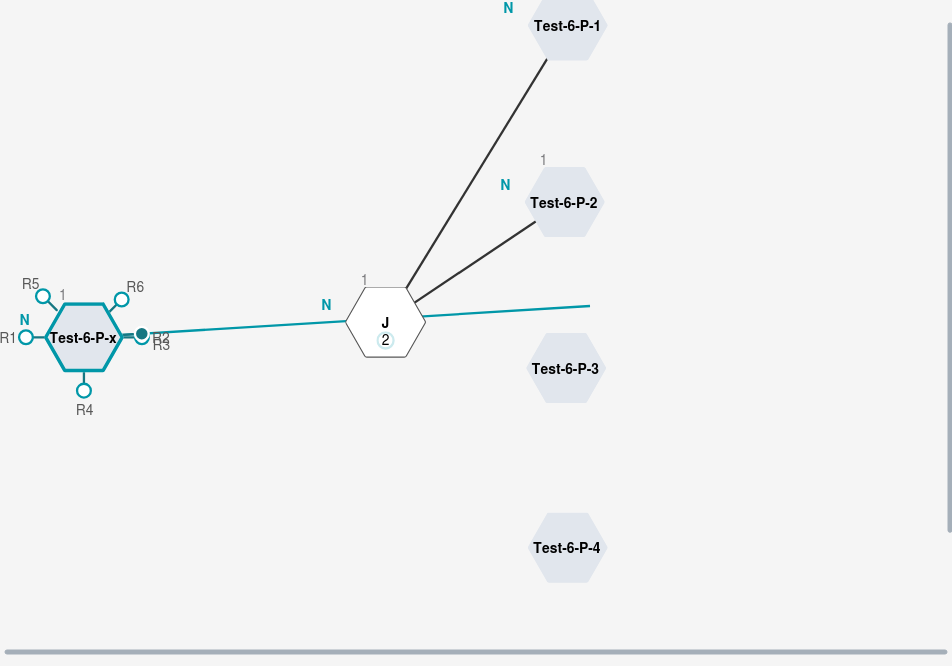 N
Test-6-P-1
1
N
Test-6-P-2
1
N
J
2
R5
1
R6
N
R1
Test-6-P-x
R2
R3
R4
Test-6-P-3
Test-6-P-4